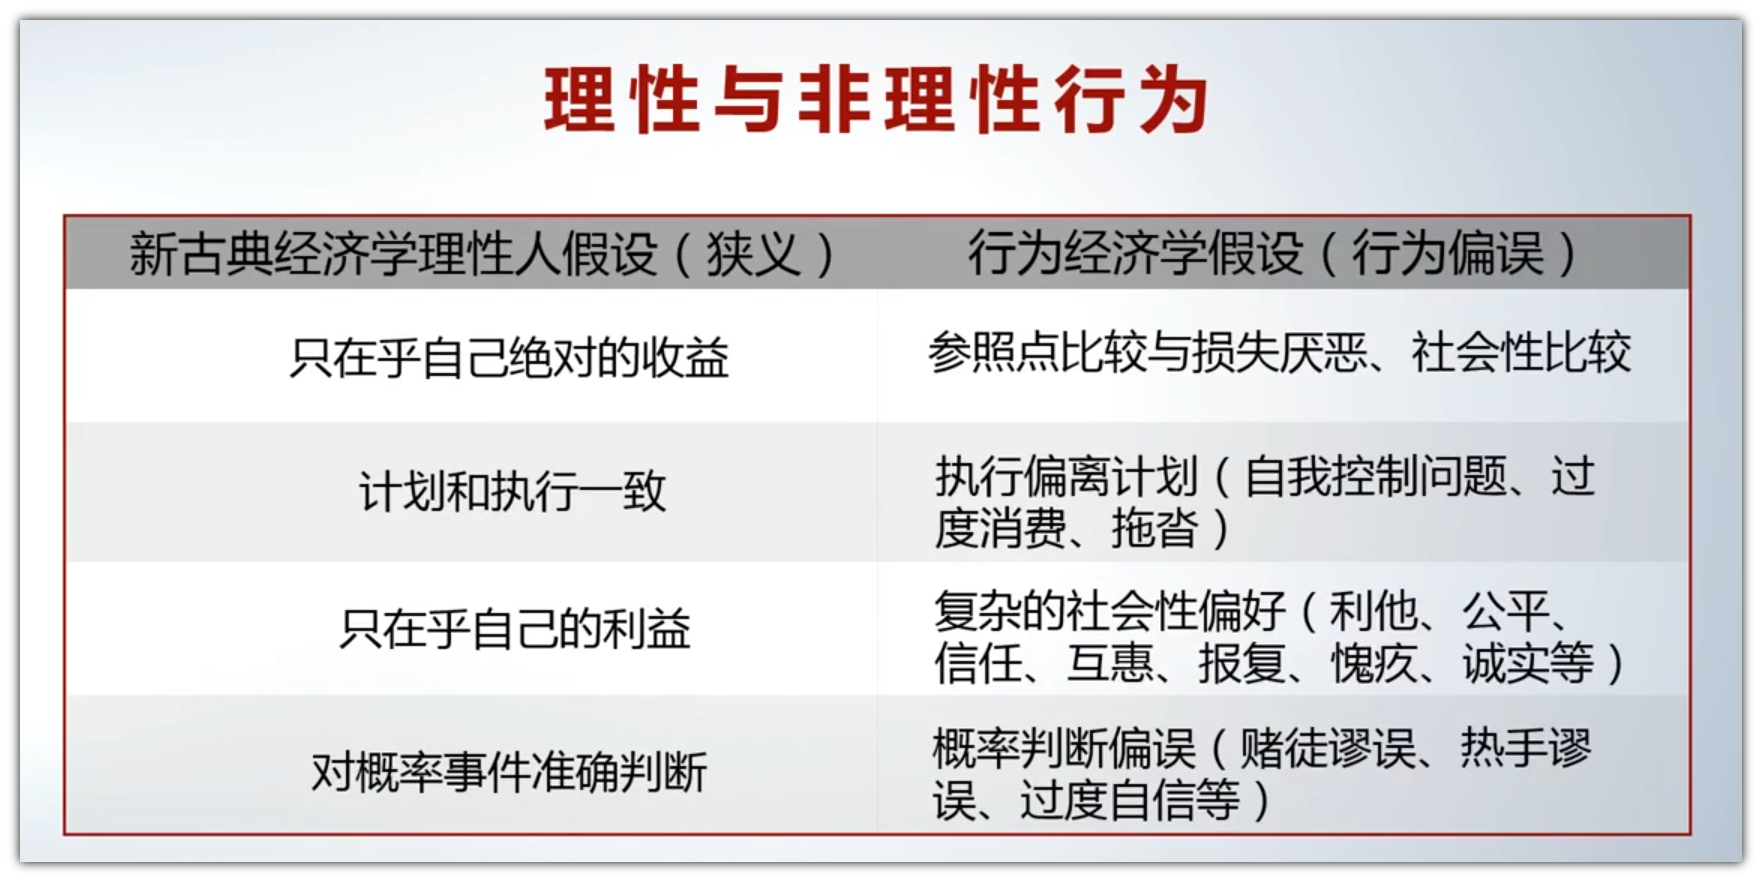 理性与非理性行为
新古典经济学理性人假设（狭义）
行为经济学假设（行为偏误）
只在乎自己绝对的收益
参照点比较与损失厌恶、社会性比较
计划和执行一致
执行偏离计划（自我控制问题、过
度消费、拖沓）
只在乎自己的利益
复杂的社会性偏好（利他、公平、
信任、互惠、报复、愧疚、诚实等）
对概率事件准确判断
概率判断偏误（赌徒谬误、热手谬
误、过度自信等）